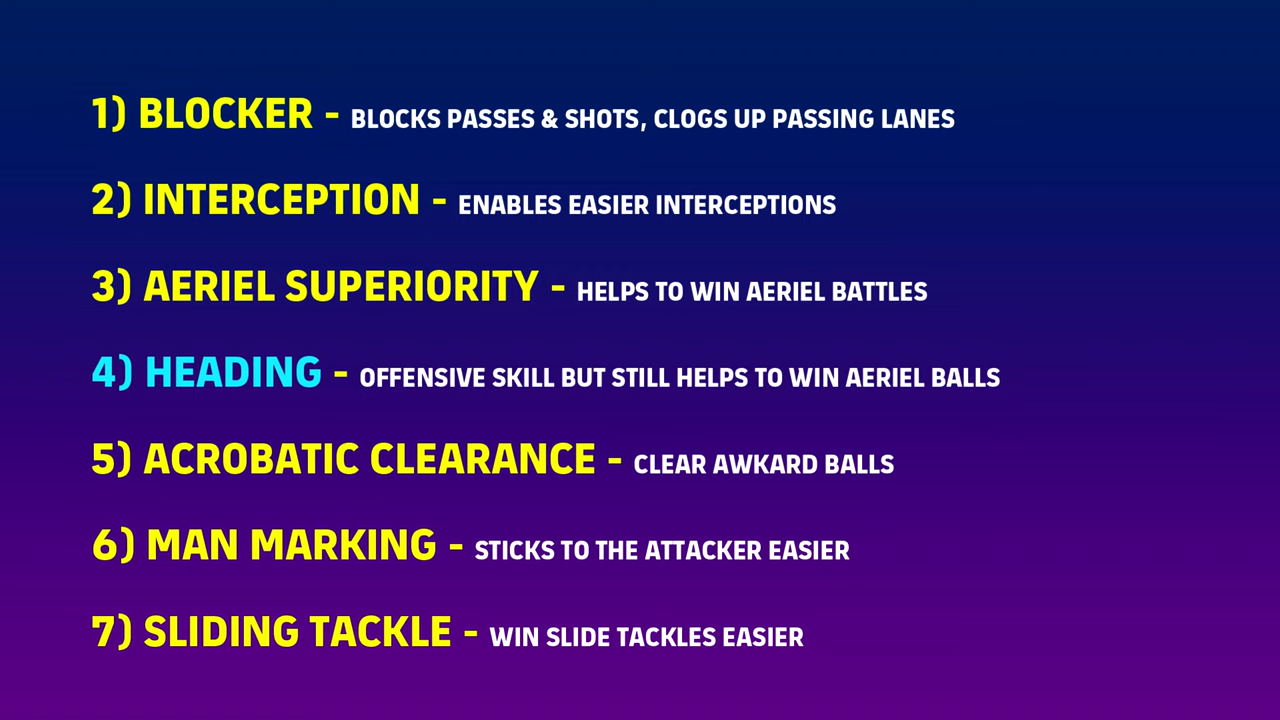 1) BLOCKER - BLOCKS PASSES & SHOTS, CLOGS UP PASSING LANES
2) INTERCEPTION - ENABLES EASIER INTERCEPTIONS
3) AERIEL SUPERIORITY - HELPS TO WIN AERIEL BATTLES
4) HEADING - OFFENSIVE SKILL BUT STILL HELPS TO WIN AERIEL BALLS
5) ACROBATIC CLEARANCE - CLEAR AWKARD BALLS
6) MAN MARKING - STICKS TO THE ATTACKER EASIER
7) SLIDING TACKLE - WIN SLIDE TACKLES EASIER